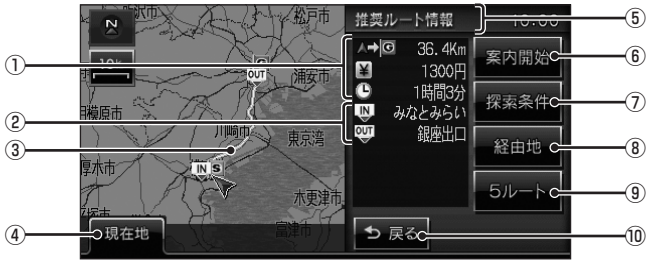 松戸市
推奨ルート情報
10:00
⑤
N
G
OUT
36.4Km
案内開始
⑥
①
浦安市
¥
1300円
1時間3分
探索条件
⑦
②
IN
みなとみらい
相模原市
川崎市
東京湾
OUT
銀座出口
経由地
⑧
③
厚木市
IN
S
木更津市
5ルート
⑨
④
現在地
富津市
戻る
⑩